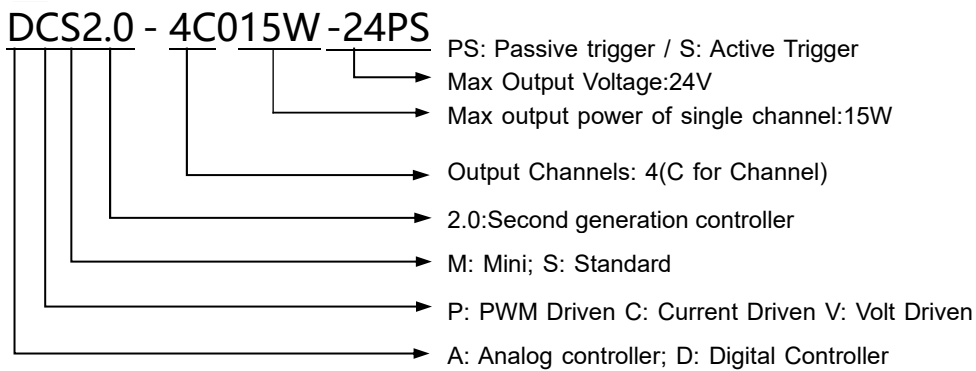 DCS2.0 - 4C015W -24PS
PS: Passive trigger / S: Active Trigger
Max Output Voltage:24V
Max output power of single channel:15W
Output Channels: 4(C for Channel)
2.0:Second generation controller
M: Mini; S: Standard
P: PWM Driven C: Current Driven V: Volt Driven
A: Analog controller; D: Digital Controller